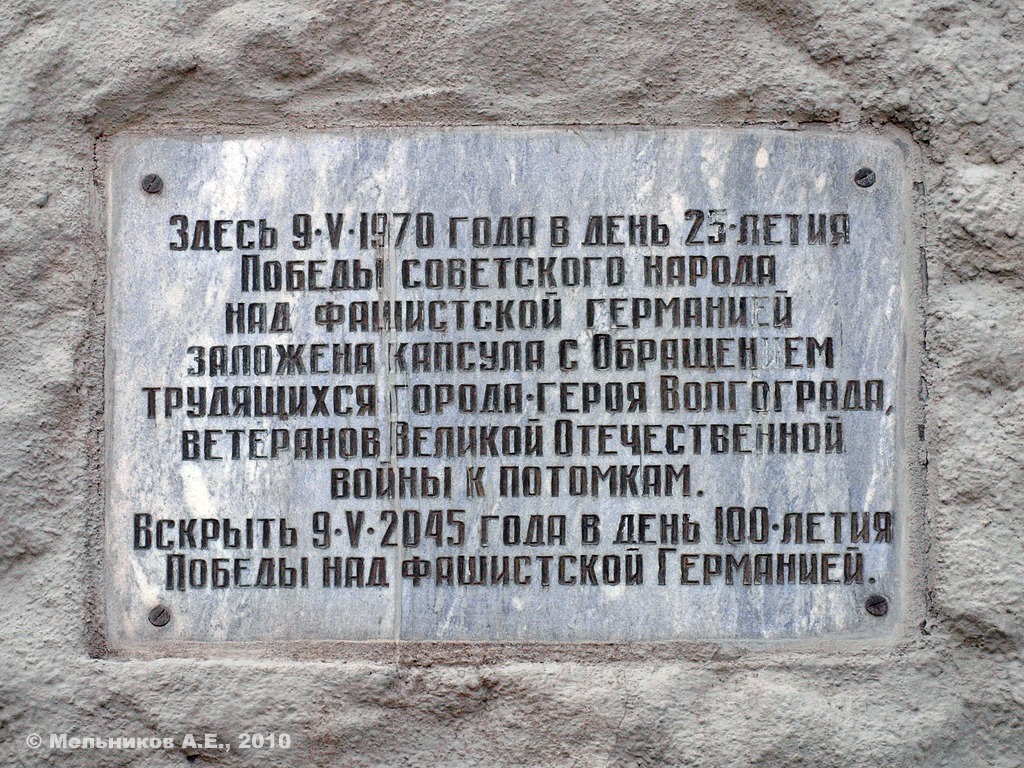 Здесь 9·V·1970 года в день 25·летия
Победы советского народа
над фашистской германией
заложена капсула с Обращением
трудящихся города·героя Волгограда,
ветеранов Великой Отечественной
войны к потомкам.
Вскрыть 9·V·2045 года в день 100·летия
Победы над фашистской Германией.
© Мельников А.Е., 2010